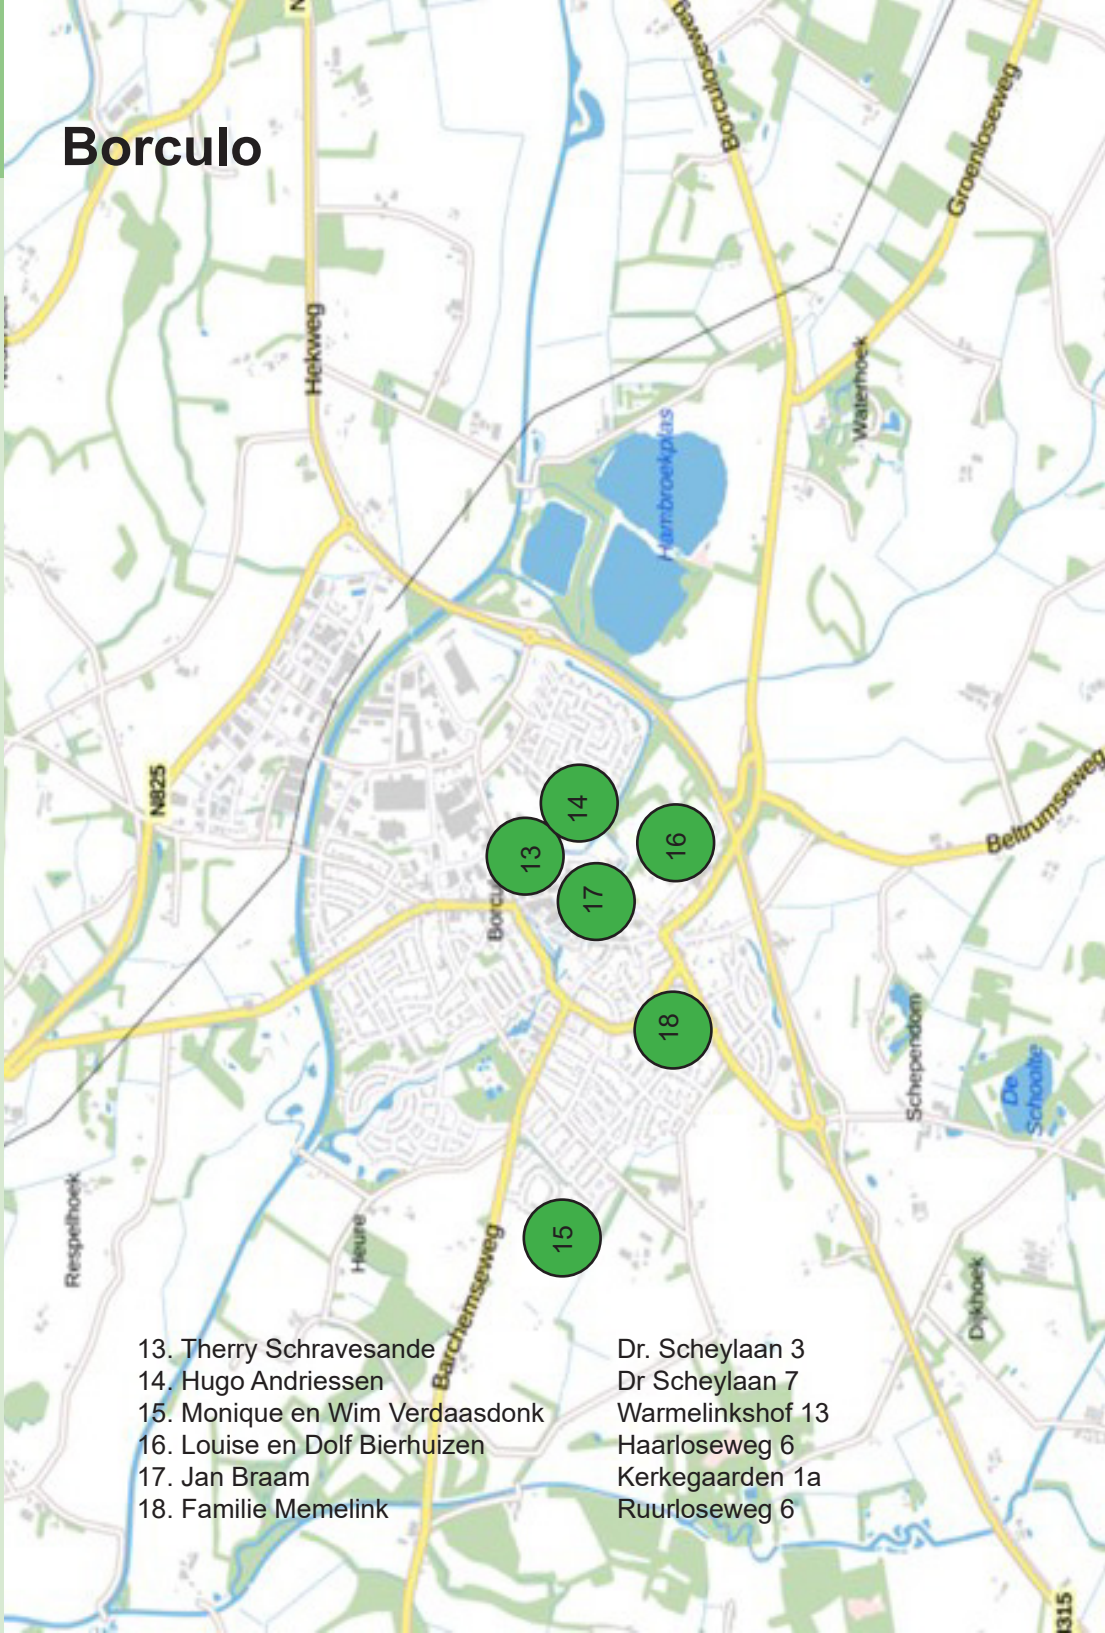 Borculo
Borculoseweg
Groenloseweg
Hekweg
Waterhoek
Hambroekplas
N825
Beltrumseweg
14
13
16
17
18
15
Schependom
De
Schoolte
Respelhoek
Heure
Barchemseweg
Dijkhoek
13. Therry Schravesande Dr. Scheylaan 3
14. Hugo Andriessen Dr Scheylaan 7
15. Monique en Wim Verdaasdonk Warmelinkshof 13
16. Louise en Dolf Bierhuizen Haarloseweg 6
17. Jan Braam Kerkegaarden 1a
18. Familie Memelink Ruurloseweg 6